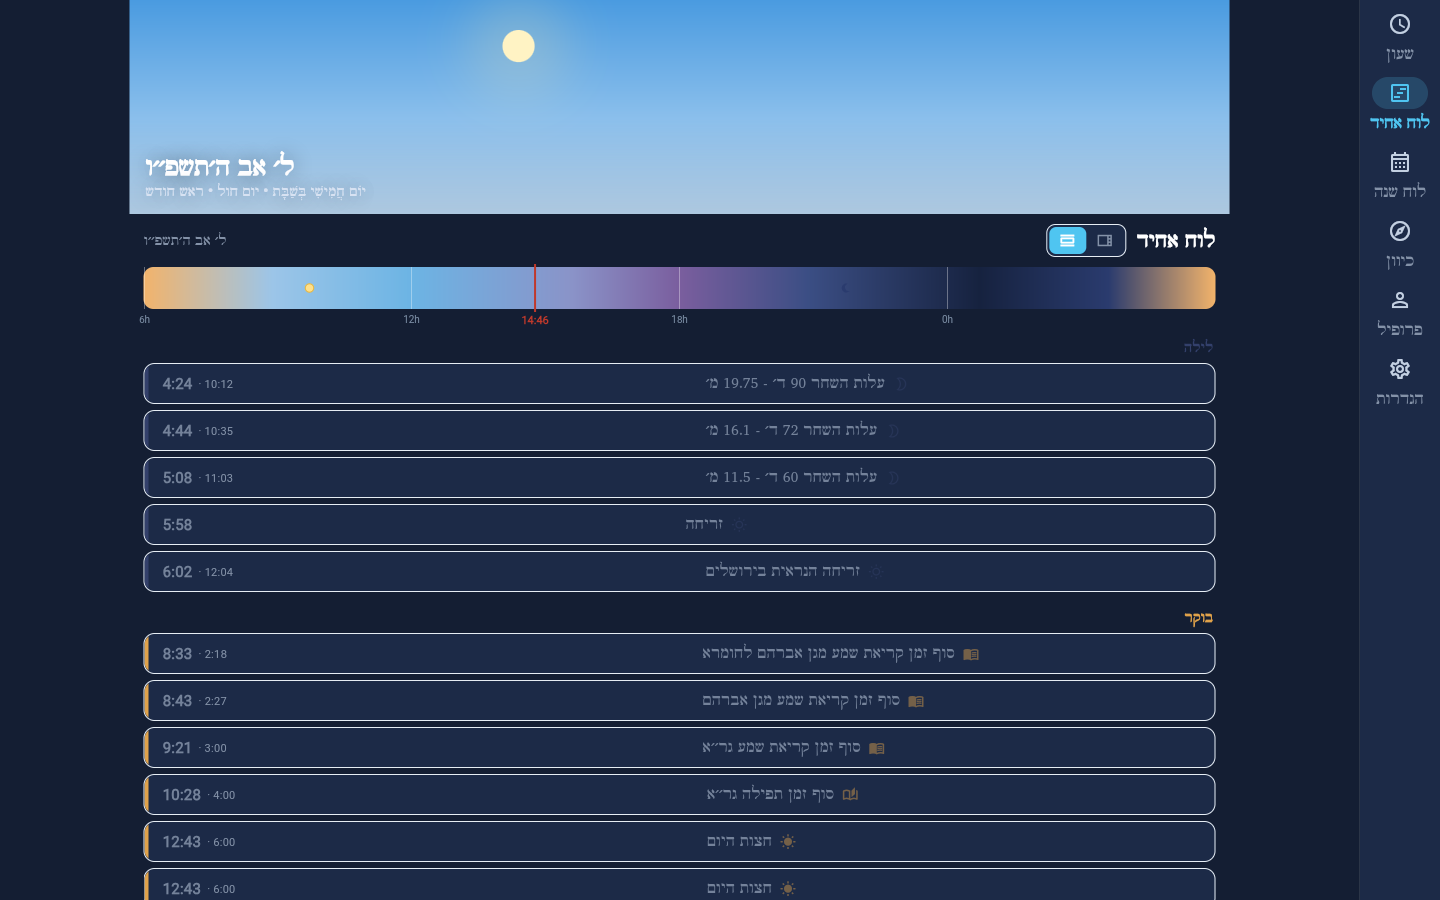 שעון
לוח אחיד
לוח שנה
כיוון
פרופיל
הגדרות
ל׳ אב ה׳תשפ״ו
יוֹם חֲמִישִׁי בְּשַׁבָּת • יום חול • ראש חודש
לוח אחיד
ל׳ אב ה׳תשפ״ו
6h 12h 14:46 18h 0h
לילה
עלות השחר 90 ד׳ - 19.75 מ׳ 4:24 · 10:12
עלות השחר 72 ד׳ - 16.1 מ׳ 4:44 · 10:35
עלות השחר 60 ד׳ - 11.5 מ׳ 5:08 · 11:03
זריחה 5:58
זריחה הנראית בירושלים 6:02 · 12:04
בוקר
סוף זמן קריאת שמע מגן אברהם לחומרא 8:33 · 2:18
סוף זמן קריאת שמע מגן אברהם 8:43 · 2:27
סוף זמן קריאת שמע גר״א 9:21 · 3:00
סוף זמן תפילה גר״א 10:28 · 4:00
חצות היום 12:43 · 6:00
חצות היום 12:43 · 6:00